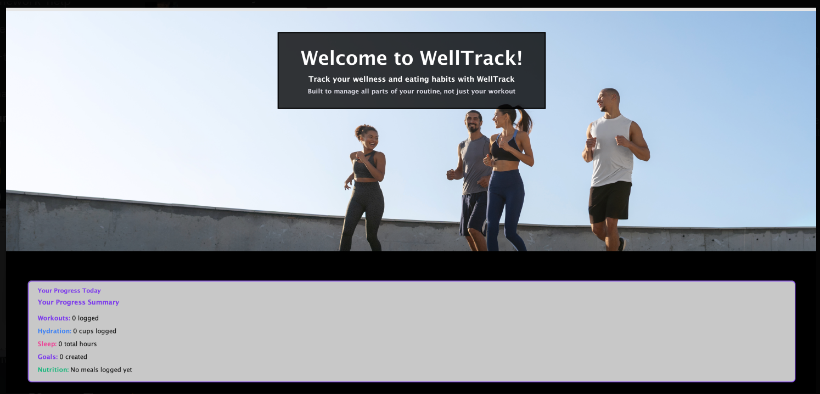 Welcome to WellTrack!
Track your wellness and eating habits with WellTrack
Built to manage all parts of your routine, not just your workout
Your Progress Today
Your Progress Summary
Workouts: 0 logged
Hydration: 0 cups logged
Sleep: 0 total hours
Goals: 0 created
Nutrition: No meals logged yet